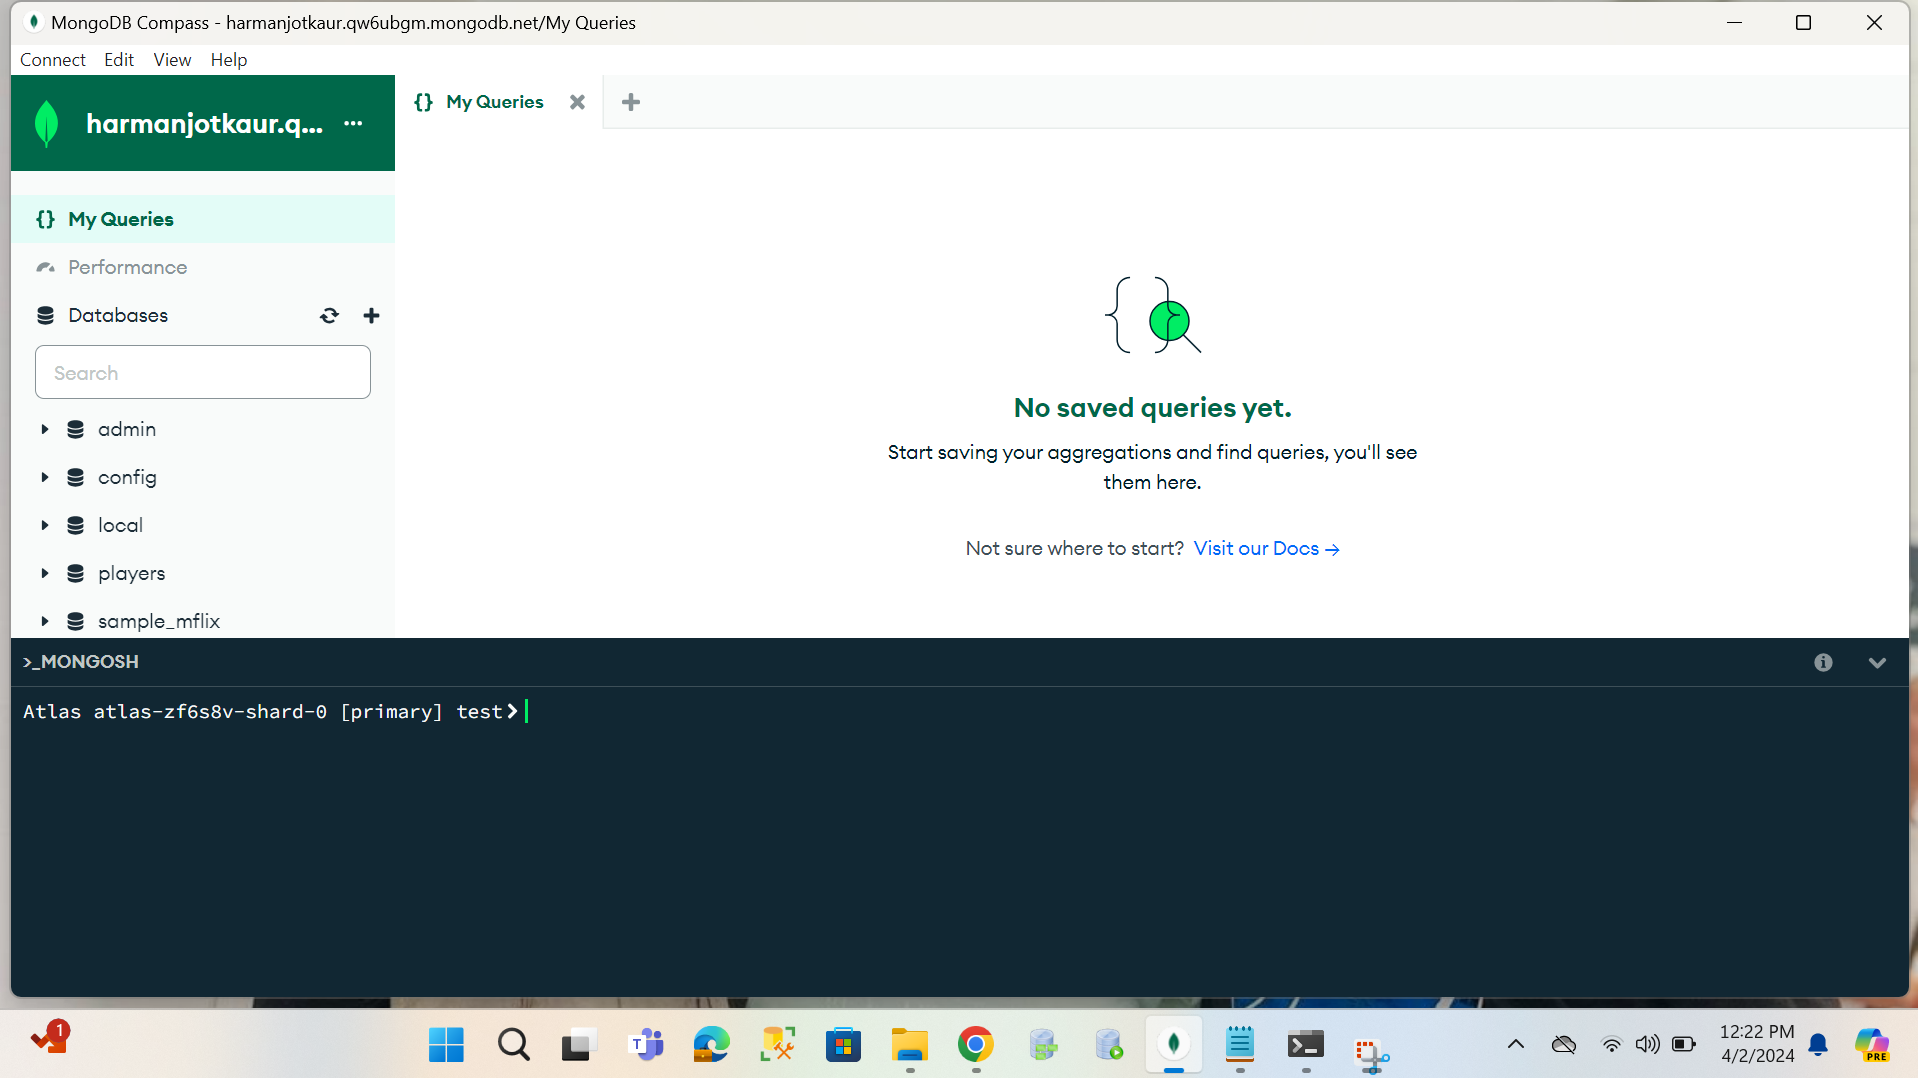 MongoDB Compass - harmanjotkaur.qw6ubgm.mongodb.net/My Queries
Connect Edit View Help
harmanjotkaur.q... ...
{} My Queries
{} My Queries
Performance
Databases
Search
admin
config
local
players
sample_mflix
No saved queries yet.
Start saving your aggregations and find queries, you'll see
them here.
Not sure where to start? Visit our Docs →
>_MONGOSH
Atlas atlas-zf6s8v-shard-0 [primary] test>
1
T
12:22 PM
4/2/2024
PRE